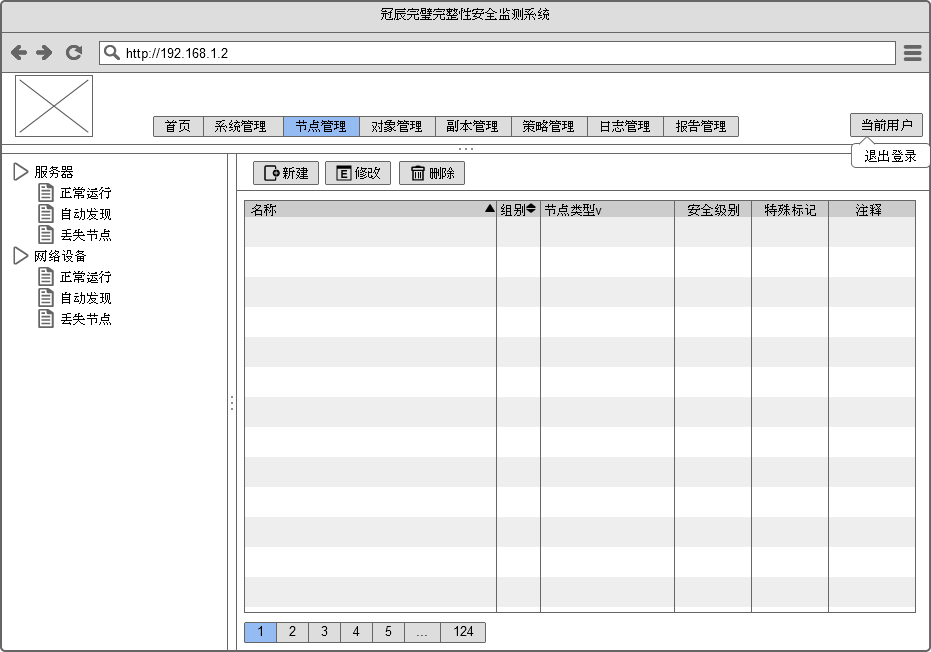 冠辰完璧完整性安全监测系统
http://192.168.1.2
首页 系统管理 节点管理 对象管理 副本管理 策略管理 日志管理 报告管理 当前用户
退出登录
服务器
正常运行
自动发现
丢失节点
网络设备
正常运行
自动发现
丢失节点
新建 修改 删除
名称 组别 节点类型v 安全级别 特殊标记 注释
1 2 3 4 5 ... 124